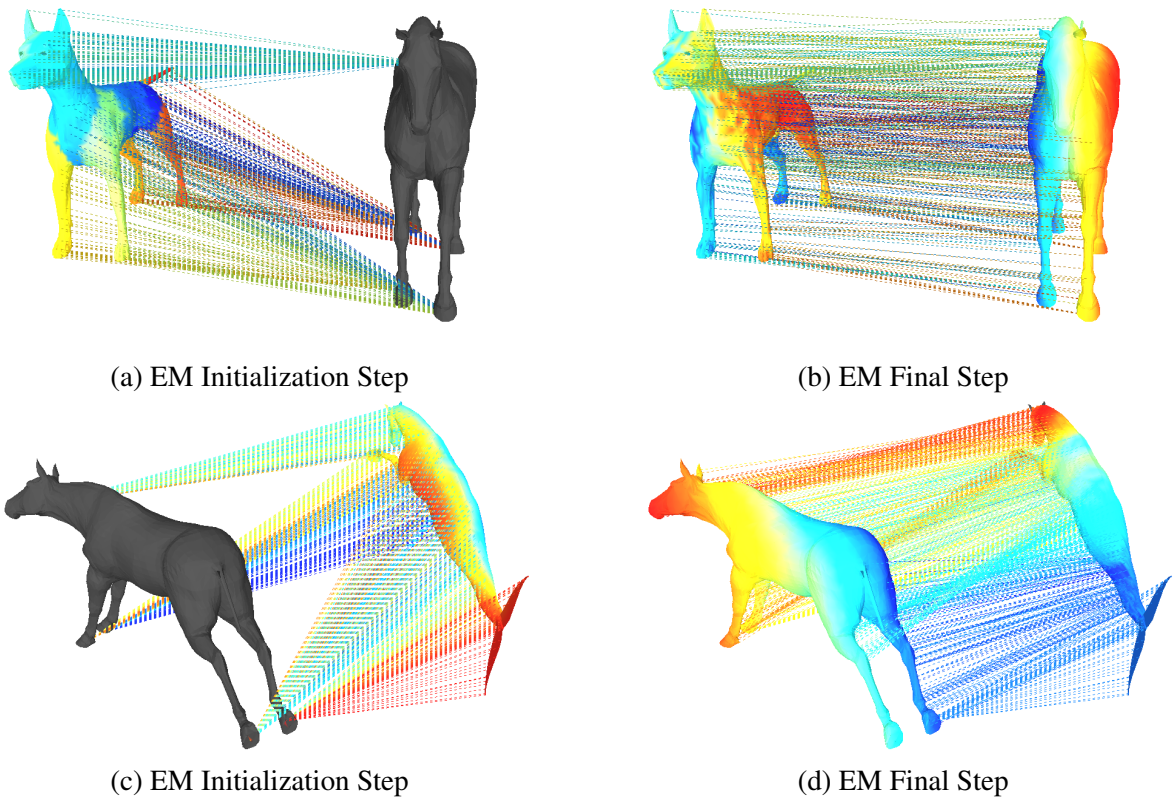 (a) EM Initialization Step
(b) EM Final Step
(c) EM Initialization Step
(d) EM Final Step